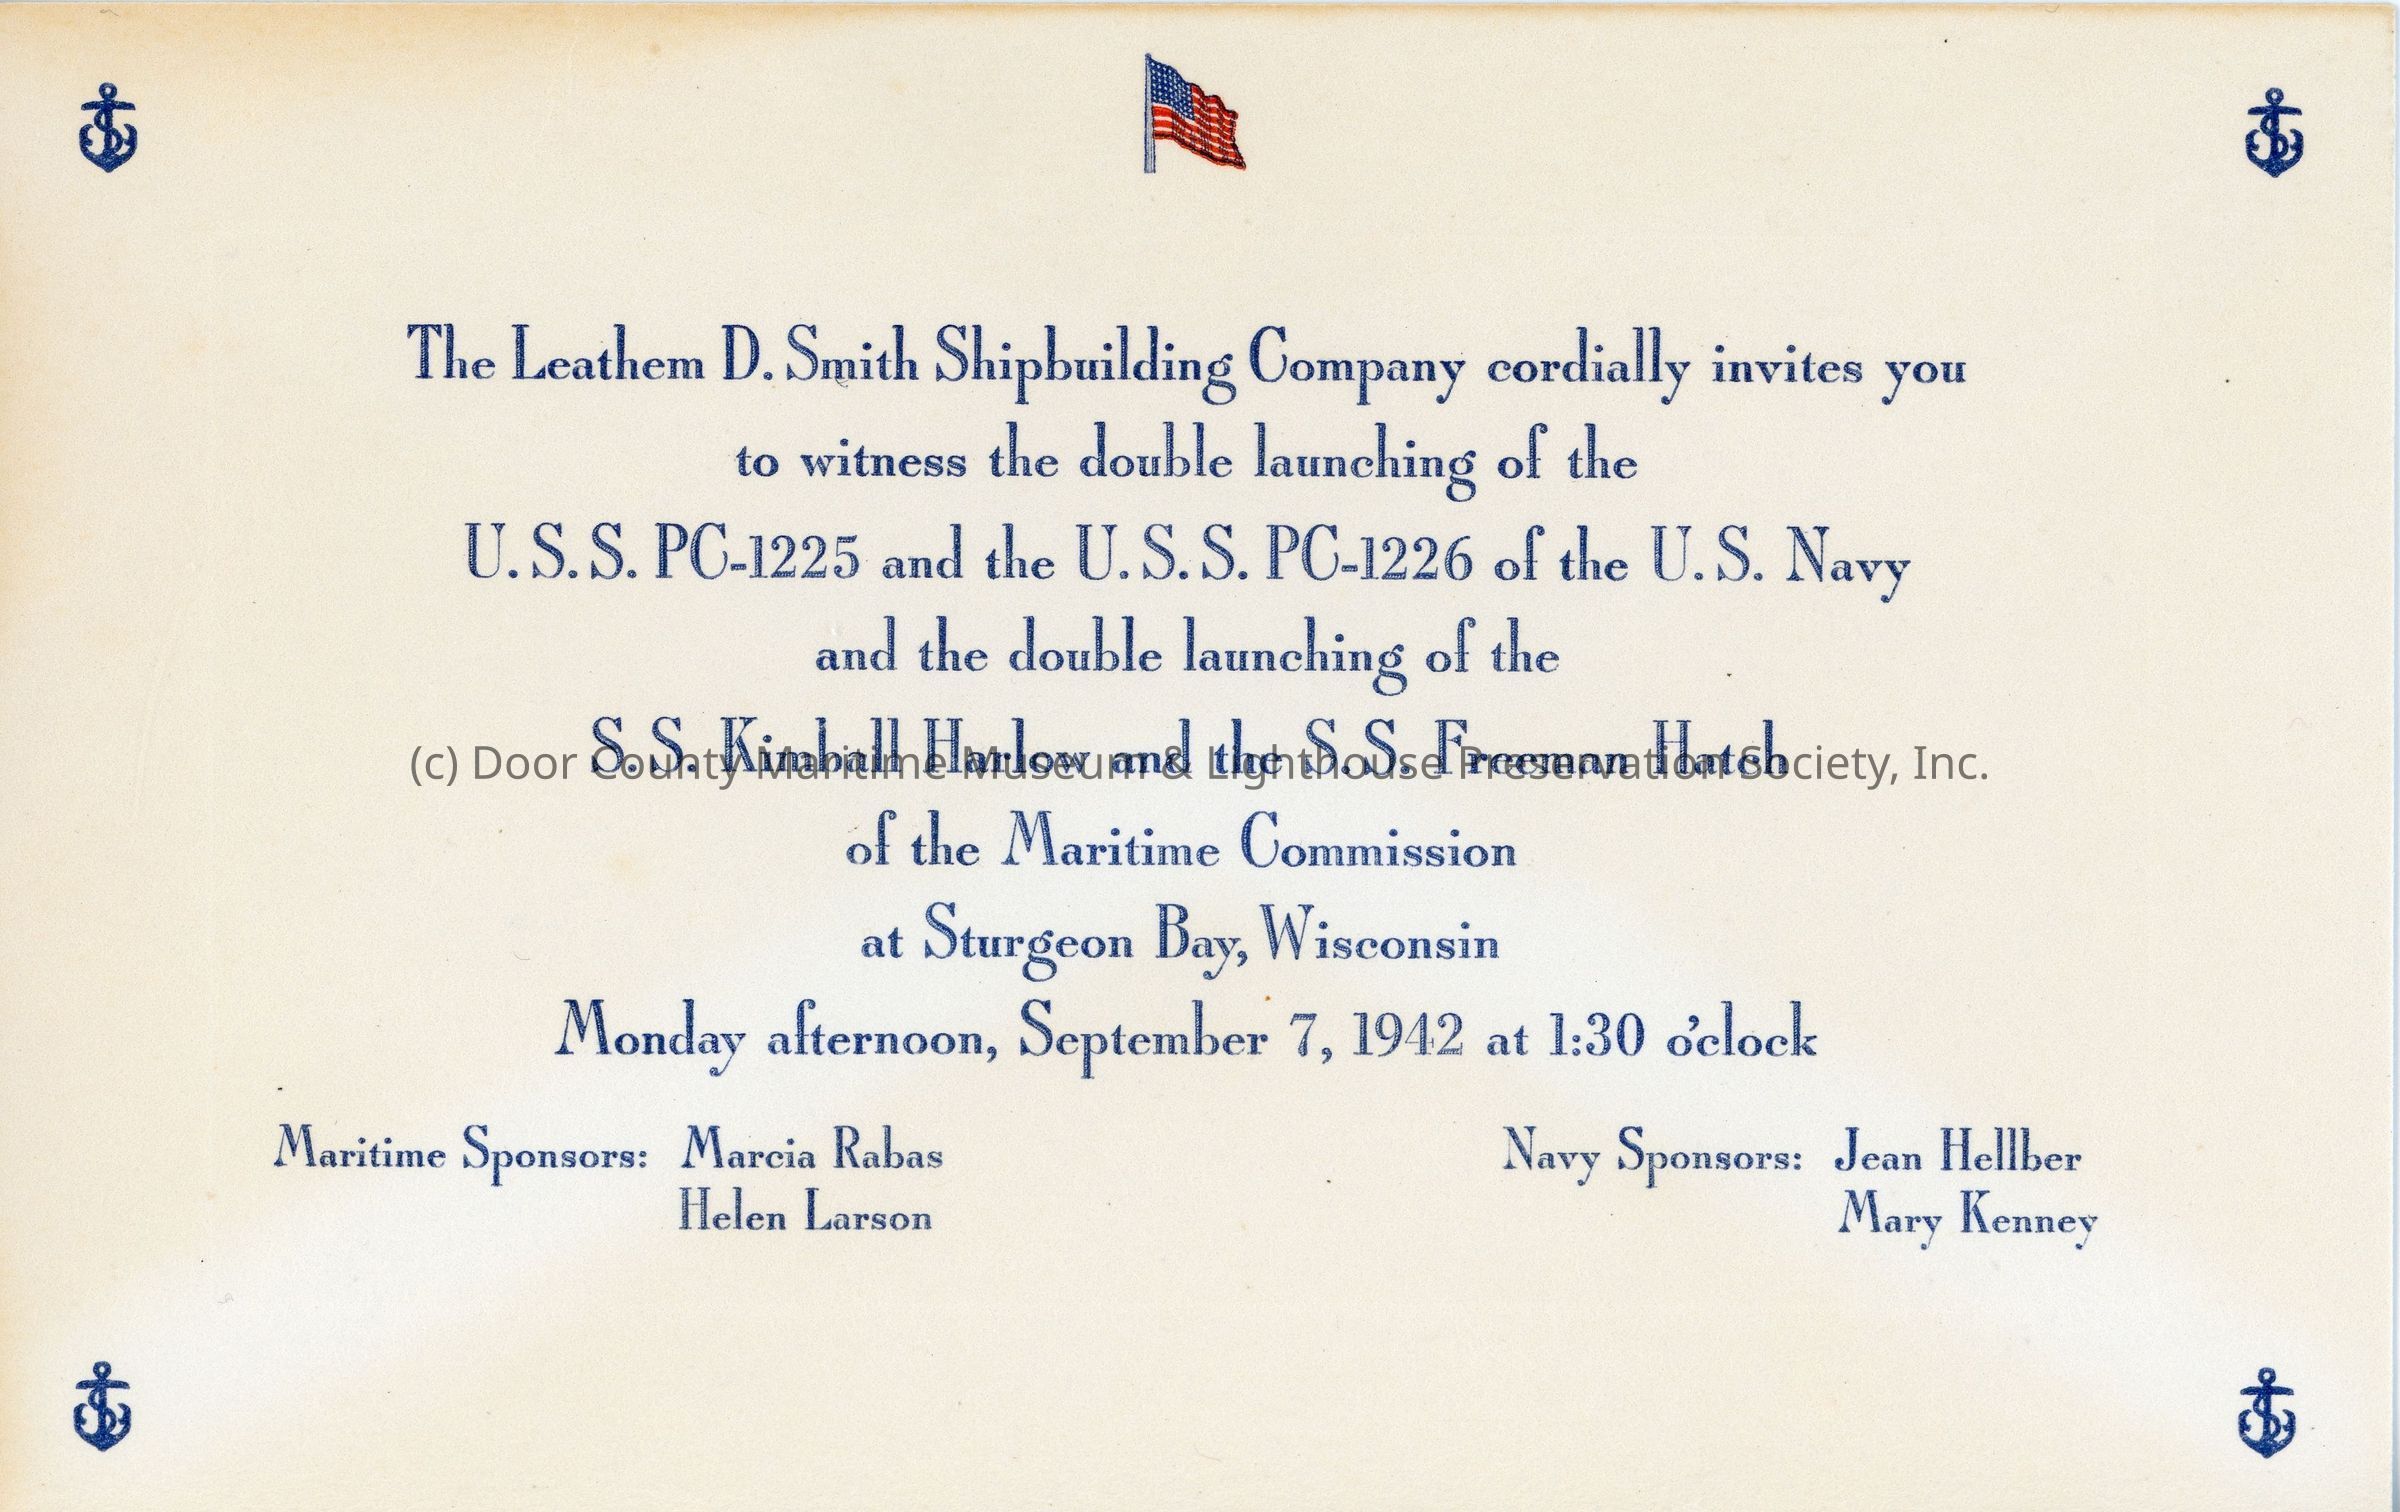 The Leathem D. Smith Shipbuilding Company cordially invites you
to witness the double launching of the
U.S.S. PC-1225 and the U.S.S. PC-1226 of the U.S. Navy
and the double launching of the
S.S. Kimball Harlow and the S.S. Freeman Hatch
(c) Door County Maritime Museum & Lighthouse Preservation Society, Inc.
of the Maritime Commission
at Sturgeon Bay, Wisconsin
Monday afternoon, September 7, 1942 at 1:30 o'clock
Maritime Sponsors: Marcia Rabas
Helen Larson
Navy Sponsors: Jean Hellber
Mary Kenney